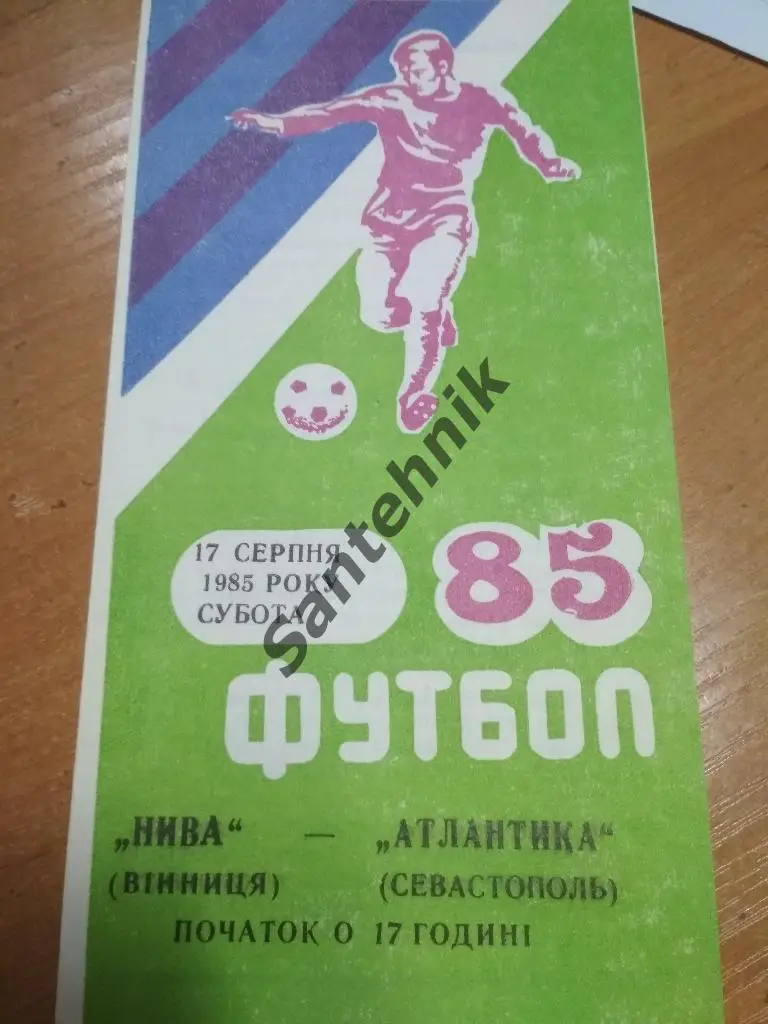 17 СЕРПНЯ
1985 РОКУ
СУБОТА
85
ФУТБОЛ
„НИВА“ — „АТЛАНТИКА“
(ВІННИЦЯ) (СЕВАСТОПОЛЬ)
ПОЧАТОК О 17 ГОДИНІ
Santehnik